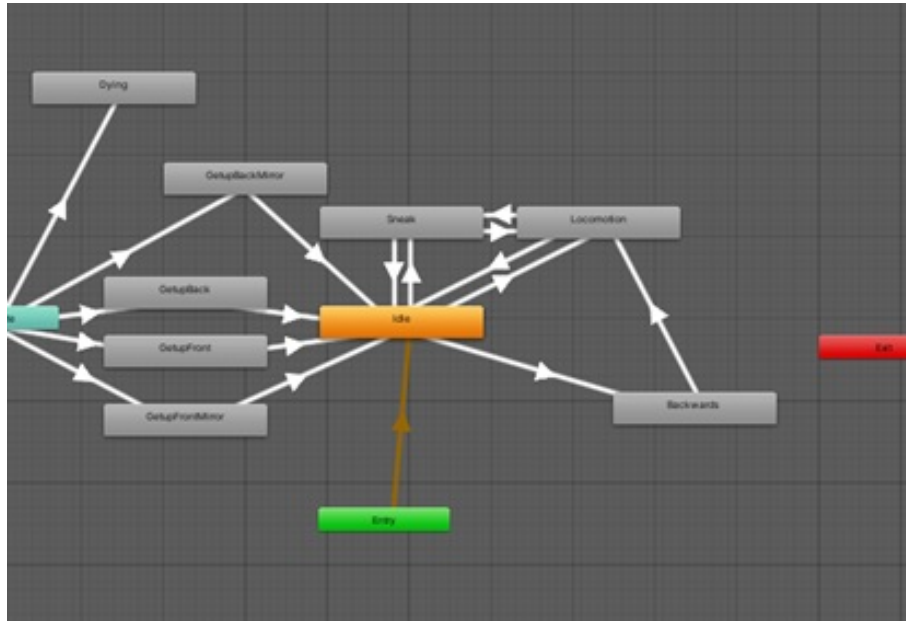 Dying
GetupBackMirror
Sneak
Locomotion
GetupBack
Idle
GetupFront
Exit
Backwards
GetupFrontMirror
Entry